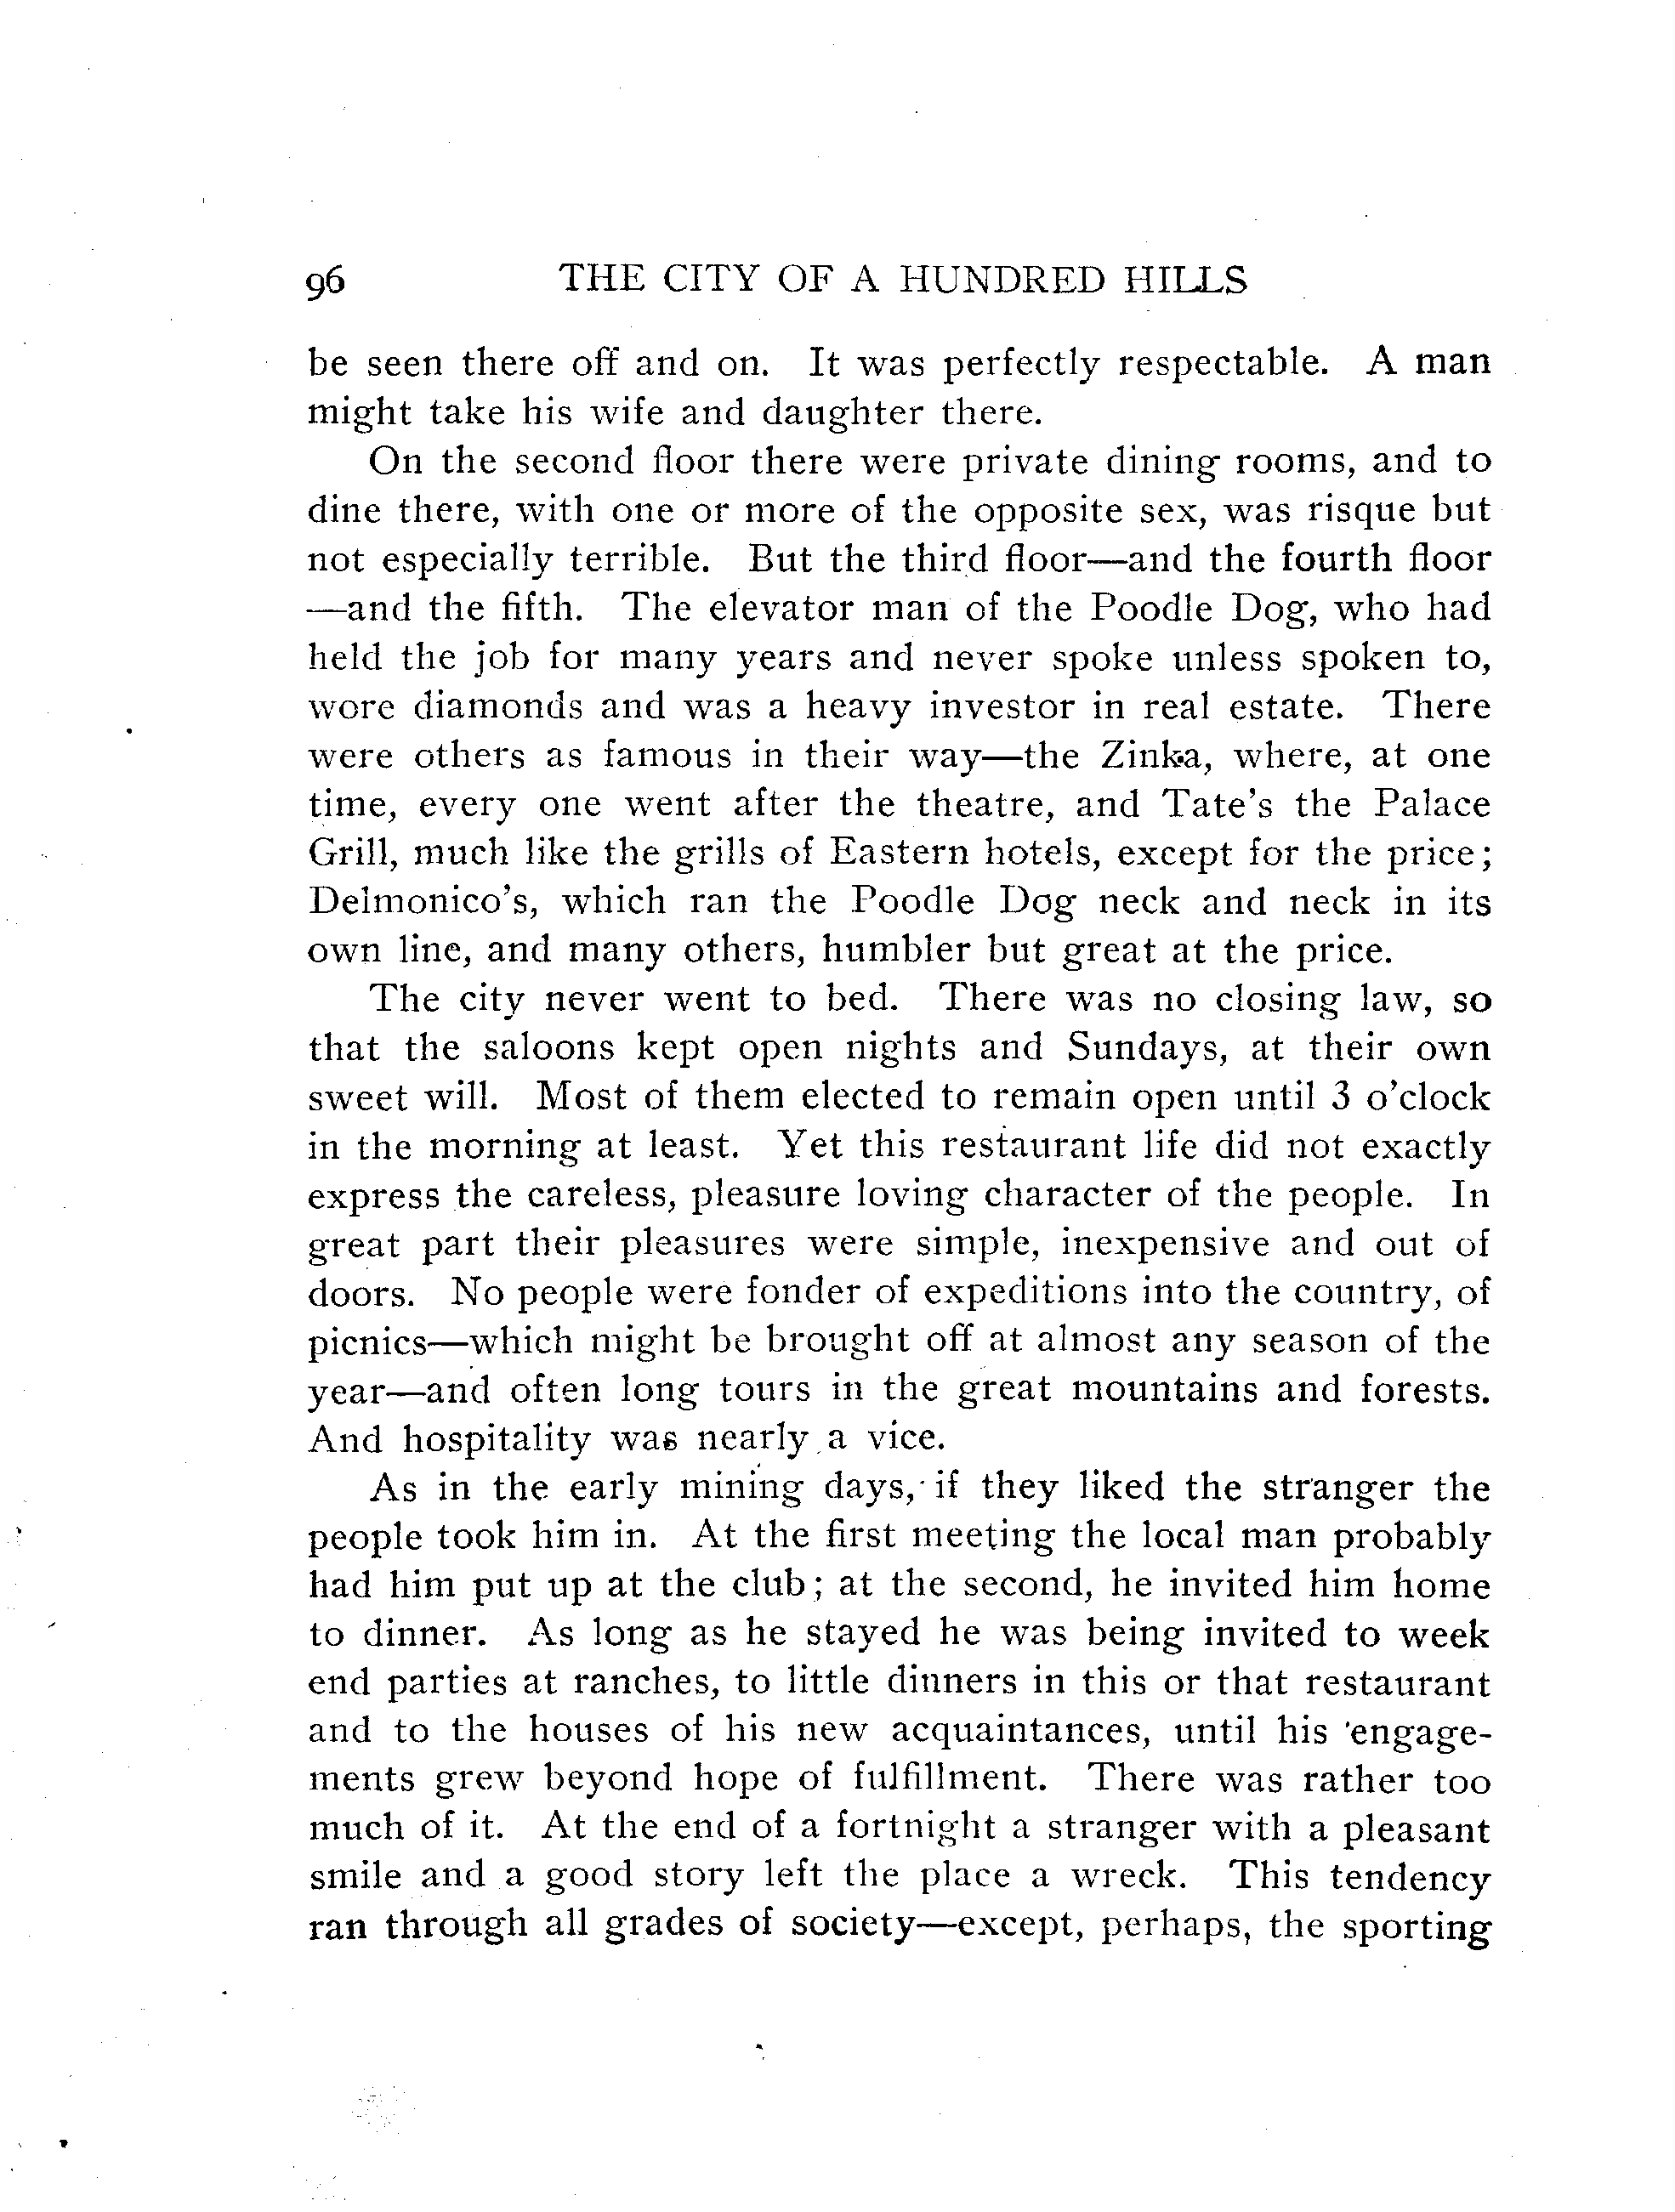 96 THE CITY OF A HUNDRED HILLS
be seen there off and on. It was perfectly respectable. A man
might take his wife and daughter there.
On the second floor there were private dining rooms, and to
dine there, with one or more of the opposite sex, was risque but
not especially terrible. But the third floor—and the fourth floor
—and the fifth. The elevator man of the Poodle Dog, who had
held the job for many years and never spoke unless spoken to,
wore diamonds and was a heavy investor in real estate. There
were others as famous in their way—the Zinka, where, at one
time, every one went after the theatre, and Tate's the Palace
Grill, much like the grills of Eastern hotels, except for the price;
Delmonico's, which ran the Poodle Dog neck and neck in its
own line, and many others, humbler but great at the price.
The city never went to bed. There was no closing law, so
that the saloons kept open nights and Sundays, at their own
sweet will. Most of them elected to remain open until 3 o'clock
in the morning at least. Yet this restaurant life did not exactly
express the careless, pleasure loving character of the people. In
great part their pleasures were simple, inexpensive and out of
doors. No people were fonder of expeditions into the country, of
picnics—which might be brought off at almost any season of the
year—and often long tours in the great mountains and forests.
And hospitality was nearly a vice.
As in the early mining days, if they liked the stranger the
people took him in. At the first meeting the local man probably
had him put up at the club; at the second, he invited him home
to dinner. As long as he stayed he was being invited to week
end parties at ranches, to little dinners in this or that restaurant
and to the houses of his new acquaintances, until his 'engage-
ments grew beyond hope of fulfillment. There was rather too
much of it. At the end of a fortnight a stranger with a pleasant
smile and a good story left the place a wreck. This tendency
ran through all grades of society—except, perhaps, the sporting